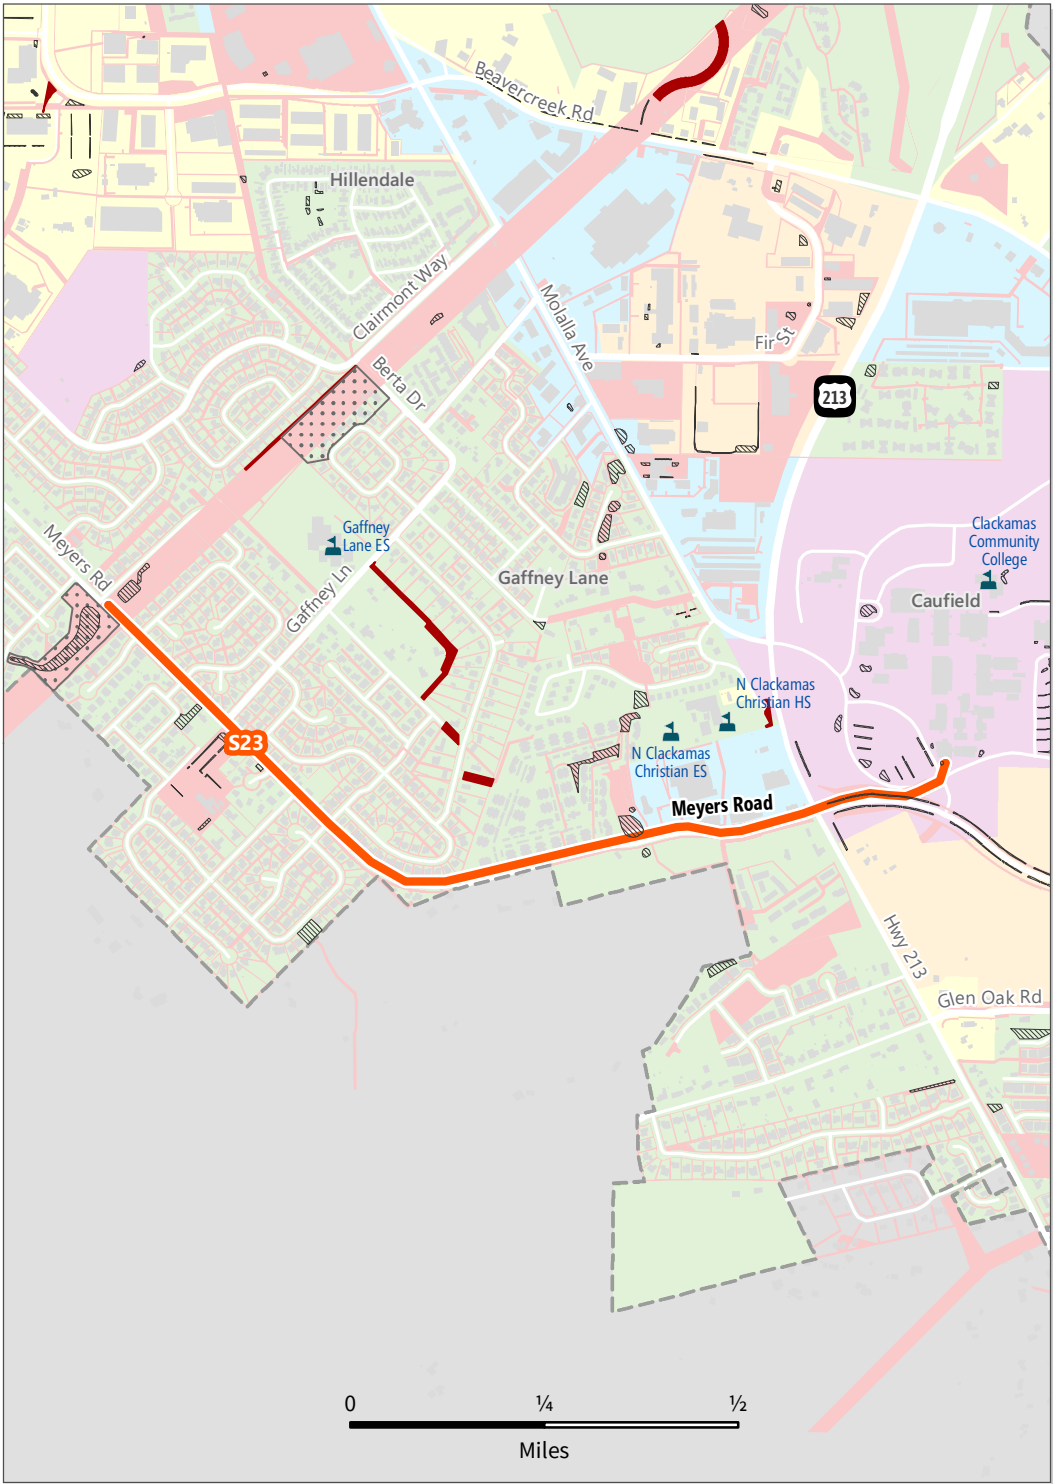 Beavercreek Rd
Hillendale
Clairmont Way
Molalla Ave
Fir St
Berta Dr
213
Meyers Rd
Gaffney
Lane ES
Gaffney Ln
Gaffney Lane
Clackamas
Community
College
Caufield
N Clackamas
Christian HS
S23
N Clackamas
Christian ES
Meyers Road
Hwy 213
Glen Oak Rd
0 ¼ ½
Miles